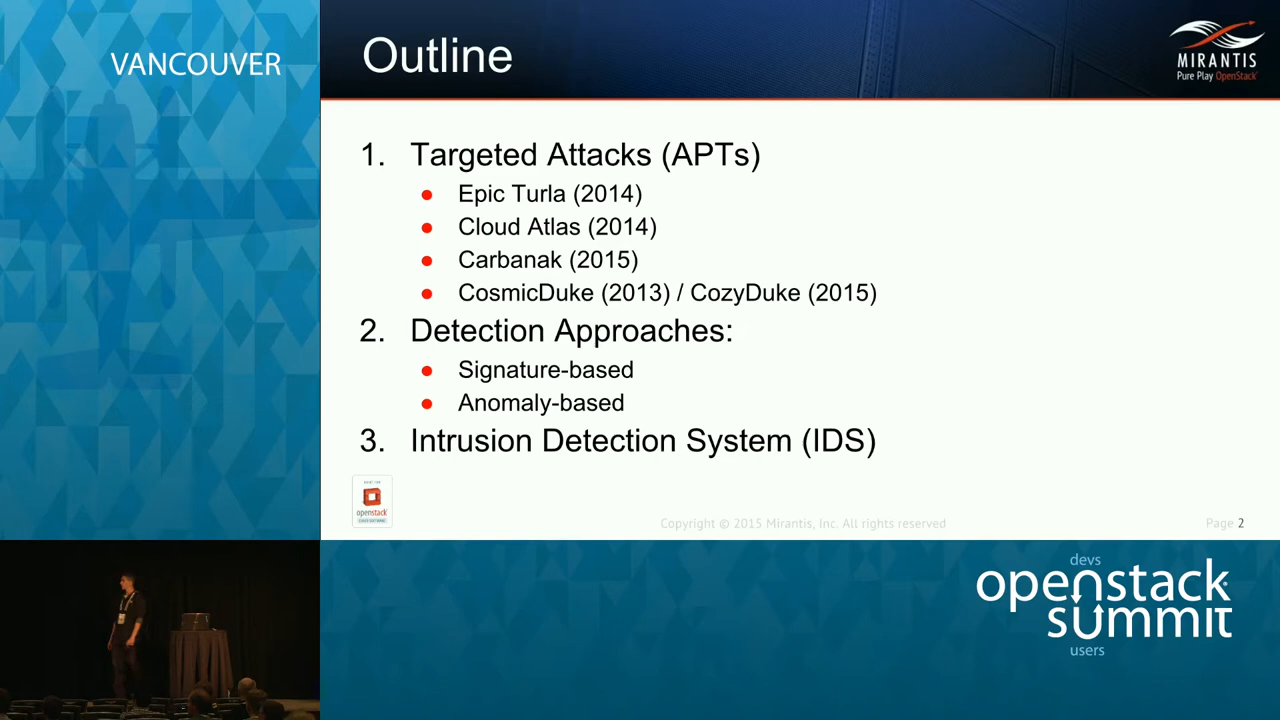 VANCOUVER
Outline
MIRANTIS
Pure Play OpenStack
1. Targeted Attacks (APTs)
● Epic Turla (2014)
● Cloud Atlas (2014)
● Carbanak (2015)
● CosmicDuke (2013) / CozyDuke (2015)
2. Detection Approaches:
● Signature-based
● Anomaly-based
3. Intrusion Detection System (IDS)
openstack
Copyright © 2015 Mirantis, Inc. All rights reserved
Page 2
devs
openstack
summit
users